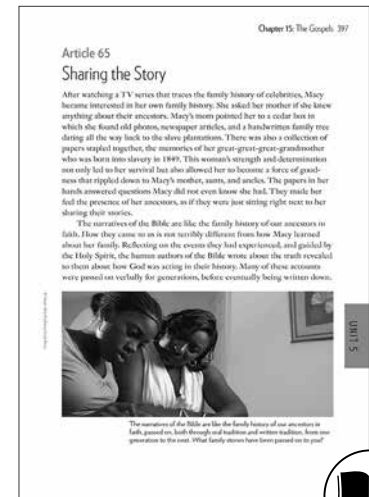 Chapter 15: The Gospels 397
Article 65
Sharing the Story
After watching a TV series that traces the family history of celebrities, Macy
became interested in her own family history. She asked her mother if she knew
anything about their ancestors. Macy's mom pointed her to a cedar box in
which she found old photos, newspaper articles, and a handwritten family tree
dating all the way back to the slave plantations. There was also a collection of
papers stapled together, the memories of her great-great-great-grandmother
who was born into slavery in 1849. This woman's strength and determination
not only led to her survival but also allowed her to become a force of good-
ness that rippled down to Macy's mother, aunts, and uncles. The papers in her
hands answered questions Macy did not even know she had. They made her
feel the presence of her ancestors, as if they were just sitting right next to her
sharing their stories.
The narratives of the Bible are like the family history of our ancestors in
faith. How they came to us is not terribly different from how Macy learned
about her family. Reflecting on the events they had experienced, and guided by
the Holy Spirit, the human authors of the Bible wrote about the truth revealed
to them about how God was acting in their history. Many of these accounts
were passed on verbally for generations, before eventually being written down.
UNIT 5
The narratives of the Bible are like the family history of our ancestors in
faith, passed on, both through oral tradition and written tradition, from one
generation to the next. What family stories have been passed on to you?